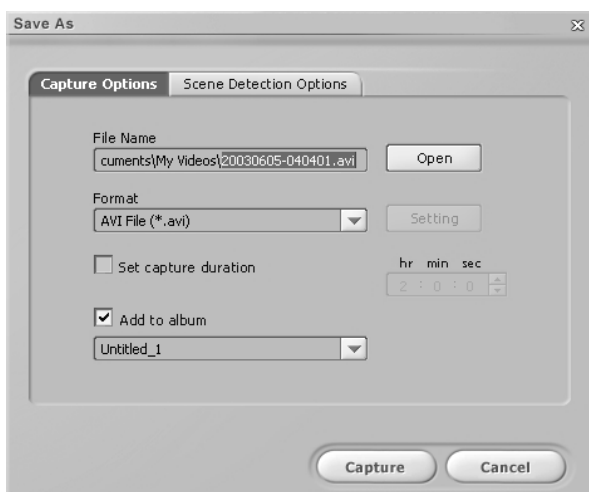 Save As
Capture Options
Scene Detection Options
File Name
cuments\My Videos\20030605-040401.avi
Open
Format
AVI File (*.avi)
Setting
Set capture duration
hr min sec
2 : 0 : 0
Add to album
Untitled_1
Capture
Cancel